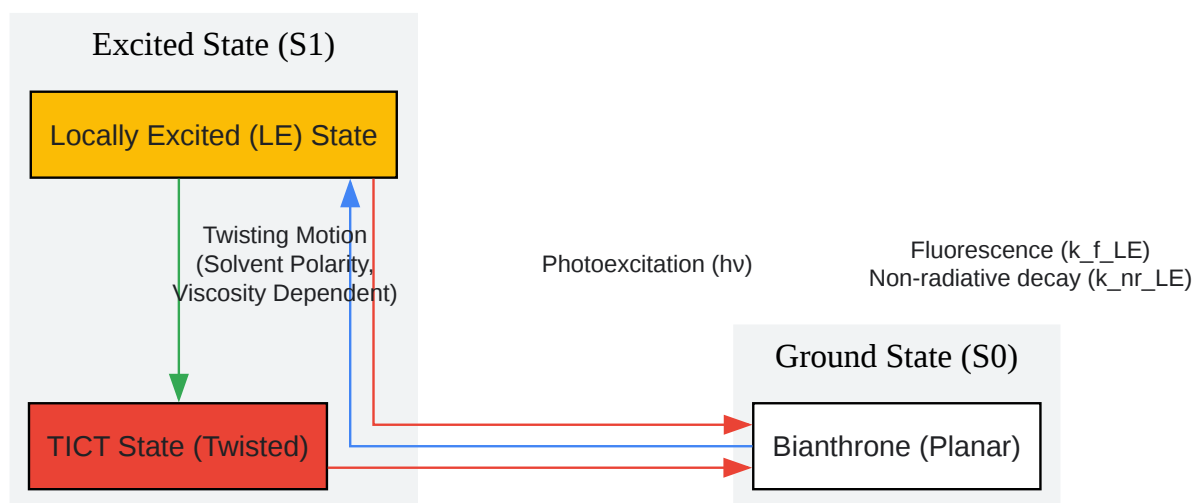 Excited State (S1)
Locally Excited (LE) State
Twisting Motion
(Solvent Polarity,
Viscosity Dependent)
Photoexcitation (hν)
Fluorescence (k_f_LE)
Non-radiative decay (k_nr_LE)
Ground State (S0)
TICT State (Twisted)
Bianthrone (Planar)